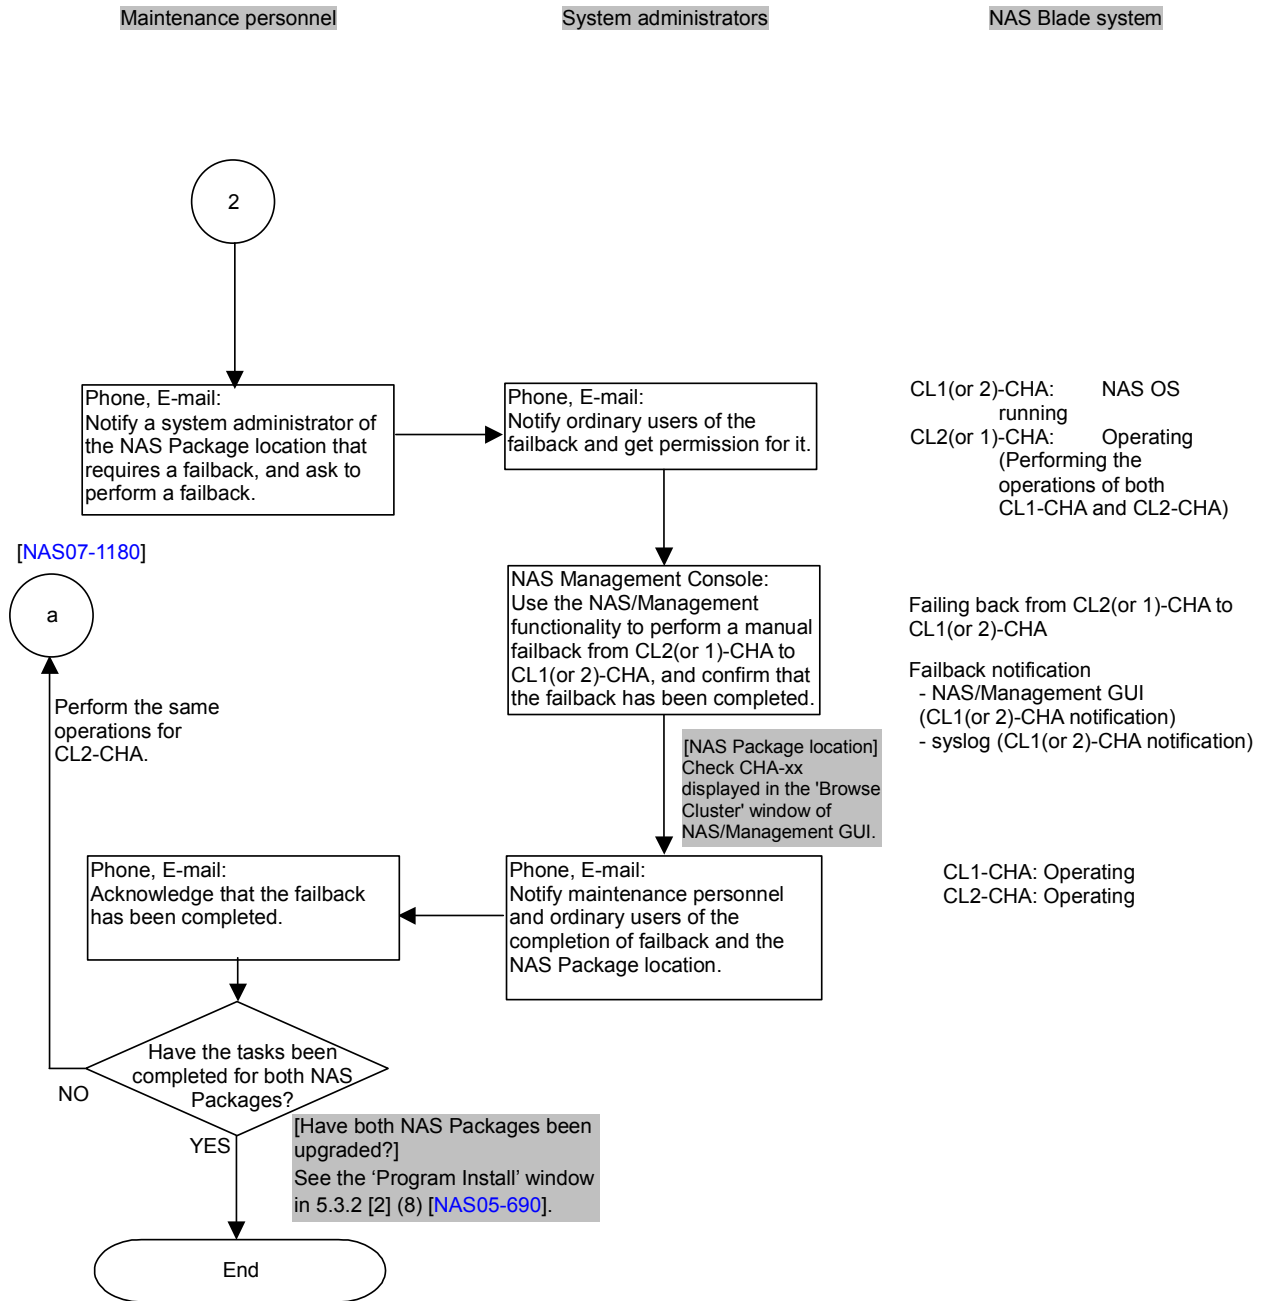 Maintenance personnel
System administrators
NAS Blade system
2
Phone, E-mail:
Notify a system administrator of
the NAS Package location that
requires a failback, and ask to
perform a failback.
Phone, E-mail:
Notify ordinary users of the
failback and get permission for it.
CL1(or 2)-CHA: NAS OS
running
CL2(or 1)-CHA: Operating
(Performing the
operations of both
CL1-CHA and CL2-CHA)
[NAS07-1180]
a
Perform the same
operations for
CL2-CHA.
NAS Management Console:
Use the NAS/Management
functionality to perform a manual
failback from CL2(or 1)-CHA to
CL1(or 2)-CHA, and confirm that
the failback has been completed.
Failing back from CL2(or 1)-CHA to
CL1(or 2)-CHA
Failback notification
- NAS/Management GUI
(CL1(or 2)-CHA notification)
- syslog (CL1(or 2)-CHA notification)
[NAS Package location]
Check CHA-xx
displayed in the 'Browse
Cluster' window of
NAS/Management GUI.
Phone, E-mail:
Acknowledge that the failback
has been completed.
Phone, E-mail:
Notify maintenance personnel
and ordinary users of the
completion of failback and the
NAS Package location.
CL1-CHA: Operating
CL2-CHA: Operating
Have the tasks been
completed for both NAS
Packages?
NO
YES
[Have both NAS Packages been
upgraded?]
See the ‘Program Install’ window
in 5.3.2 [2] (8) [NAS05-690].
End